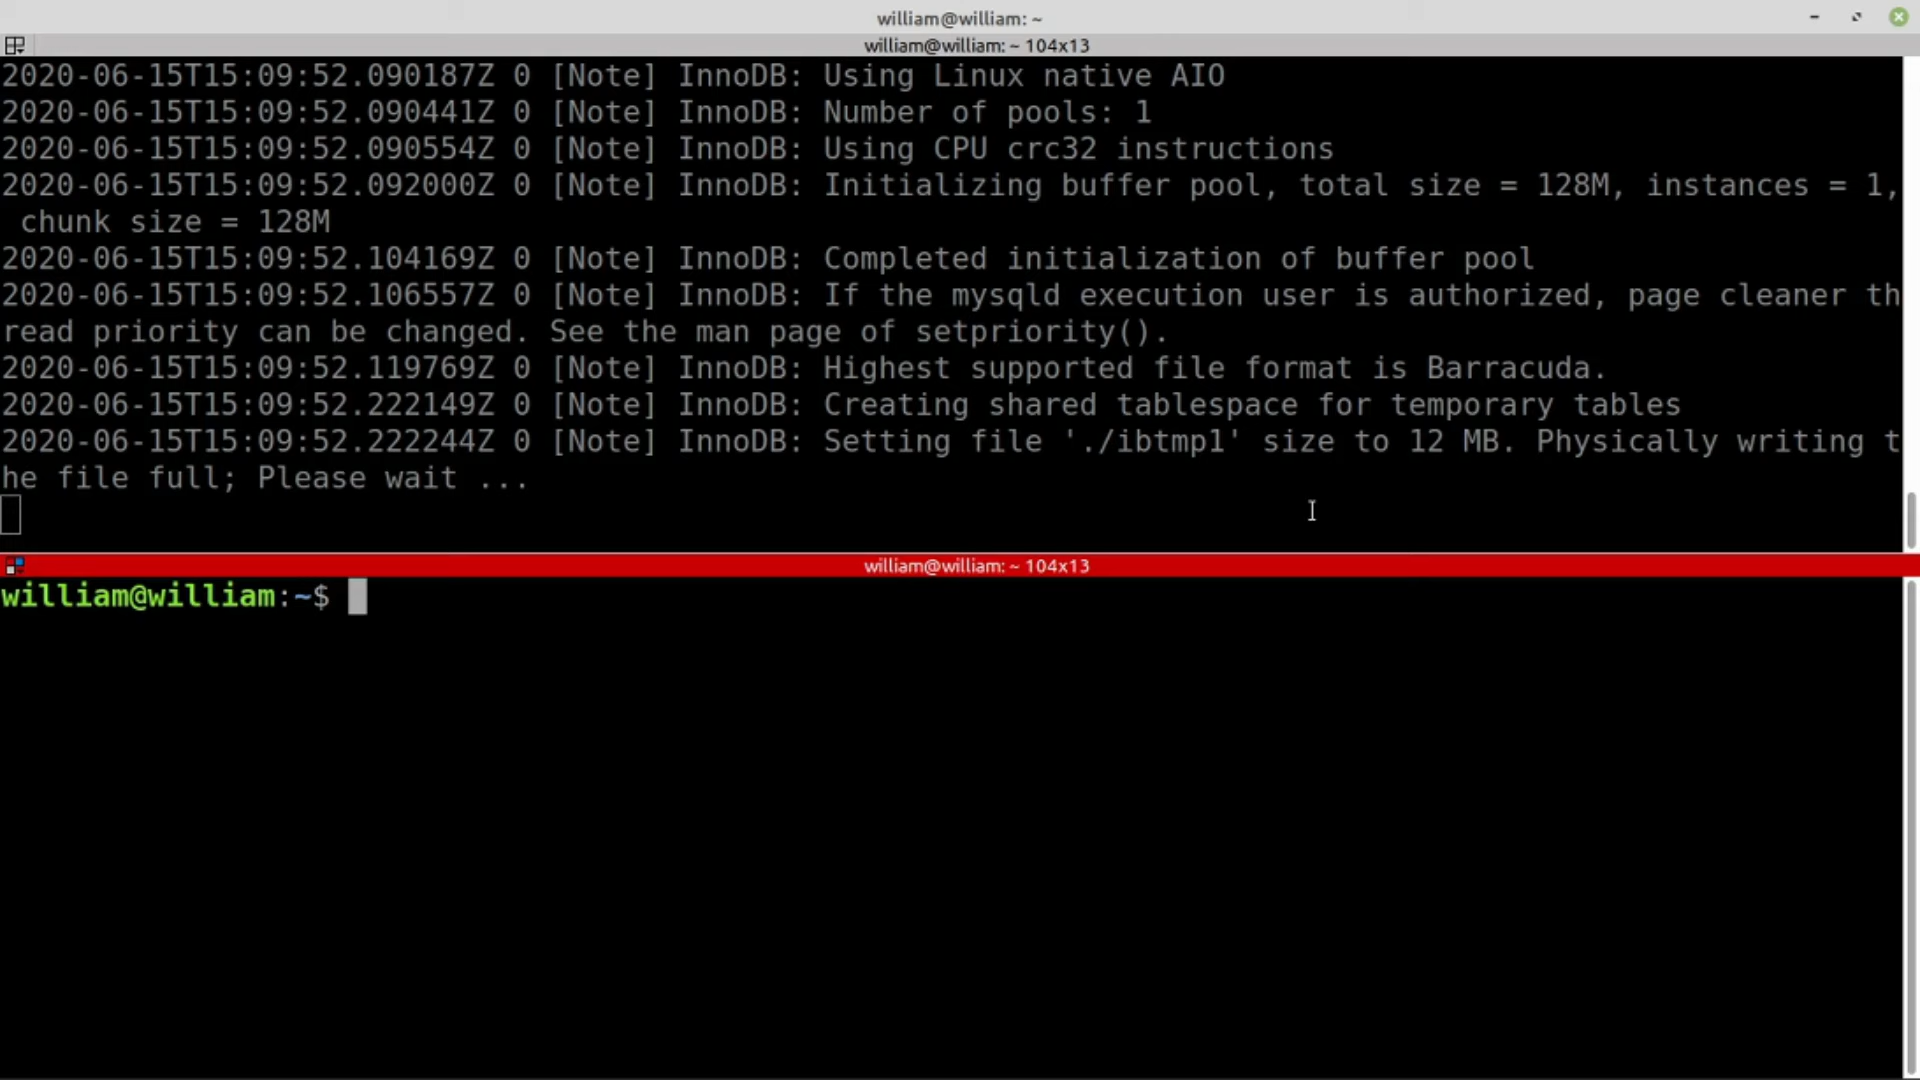 william@william: ~
william@william: ~ 104x13
2020-06-15T15:09:52.090187Z 0 [Note] InnoDB: Using Linux native AIO
2020-06-15T15:09:52.090441Z 0 [Note] InnoDB: Number of pools: 1
2020-06-15T15:09:52.090554Z 0 [Note] InnoDB: Using CPU crc32 instructions
2020-06-15T15:09:52.092000Z 0 [Note] InnoDB: Initializing buffer pool, total size = 128M, instances = 1,
 chunk size = 128M
2020-06-15T15:09:52.104169Z 0 [Note] InnoDB: Completed initialization of buffer pool
2020-06-15T15:09:52.106557Z 0 [Note] InnoDB: If the mysqld execution user is authorized, page cleaner th
read priority can be changed. See the man page of setpriority().
2020-06-15T15:09:52.119769Z 0 [Note] InnoDB: Highest supported file format is Barracuda.
2020-06-15T15:09:52.222149Z 0 [Note] InnoDB: Creating shared tablespace for temporary tables
2020-06-15T15:09:52.222244Z 0 [Note] InnoDB: Setting file './ibtmp1' size to 12 MB. Physically writing t
he file full; Please wait ...
william@william: ~ 104x13
william@william:~$